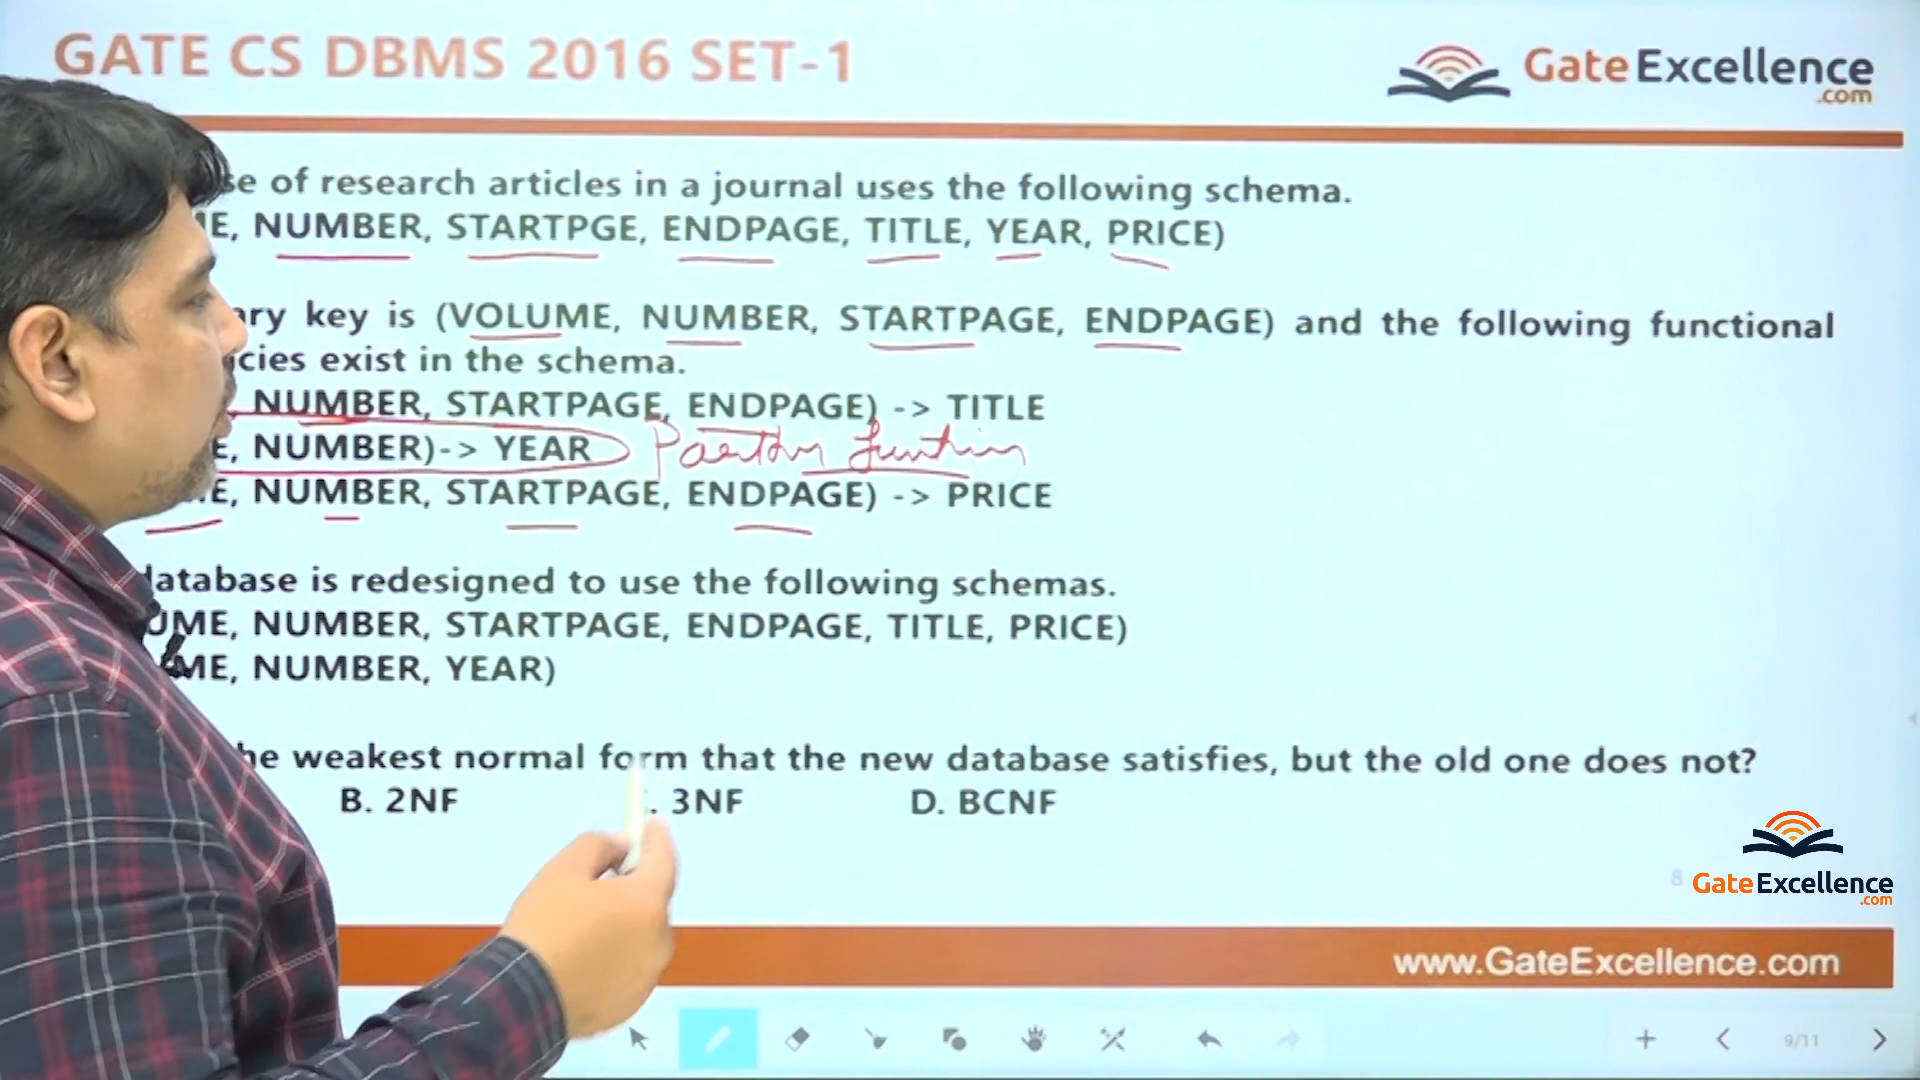 GATE CS DBMS 2016 SET-1
GateExcellence
.com
se of research articles in a journal uses the following schema.
E, NUMBER, STARTPGE, ENDPAGE, TITLE, YEAR, PRICE)
ary key is (VOLUME, NUMBER, STARTPAGE, ENDPAGE) and the following functional
cies exist in the schema.
NUMBER, STARTPAGE, ENDPAGE) -> TITLE
E, NUMBER)-> YEAR
E, NUMBER, STARTPAGE, ENDPAGE) -> PRICE
database is redesigned to use the following schemas.
UME, NUMBER, STARTPAGE, ENDPAGE, TITLE, PRICE)
ME, NUMBER, YEAR)
he weakest normal form that the new database satisfies, but the old one does not?
B. 2NF . 3NF D. BCNF
8
GateExcellence
.com
www.GateExcellence.com
9/11